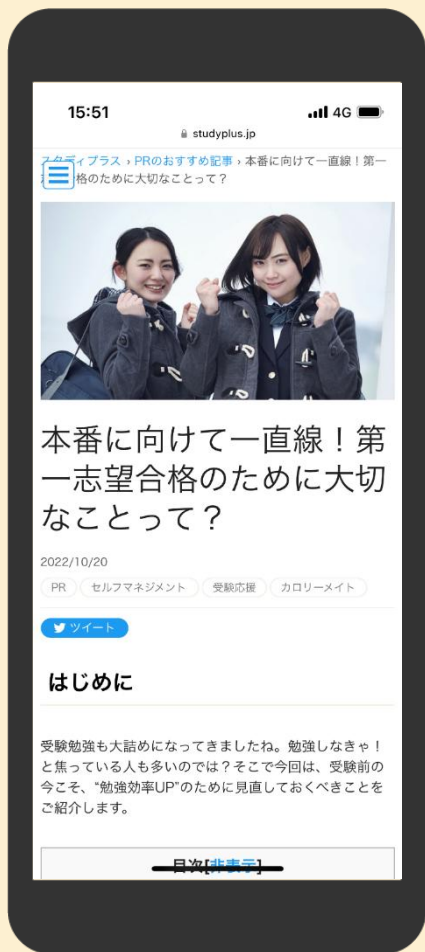 15:51
4G
studyplus.jp
スタディプラス › PRのおすすめ記事 › 本番に向けて一直線！第一
格のために大切なことって？
本番に向けて一直線！第
一志望合格のために大切
なことって？
2022/10/20
PR セルフマネジメント 受験応援 カロリーメイト
ツイート
はじめに
受験勉強も大詰めになってきましたね。勉強しなきゃ！
と焦っている人も多いのでは？そこで今回は、受験前の
今こそ、“勉強効率UP”のために見直しておくべきことを
ご紹介します。
目次[非表示]